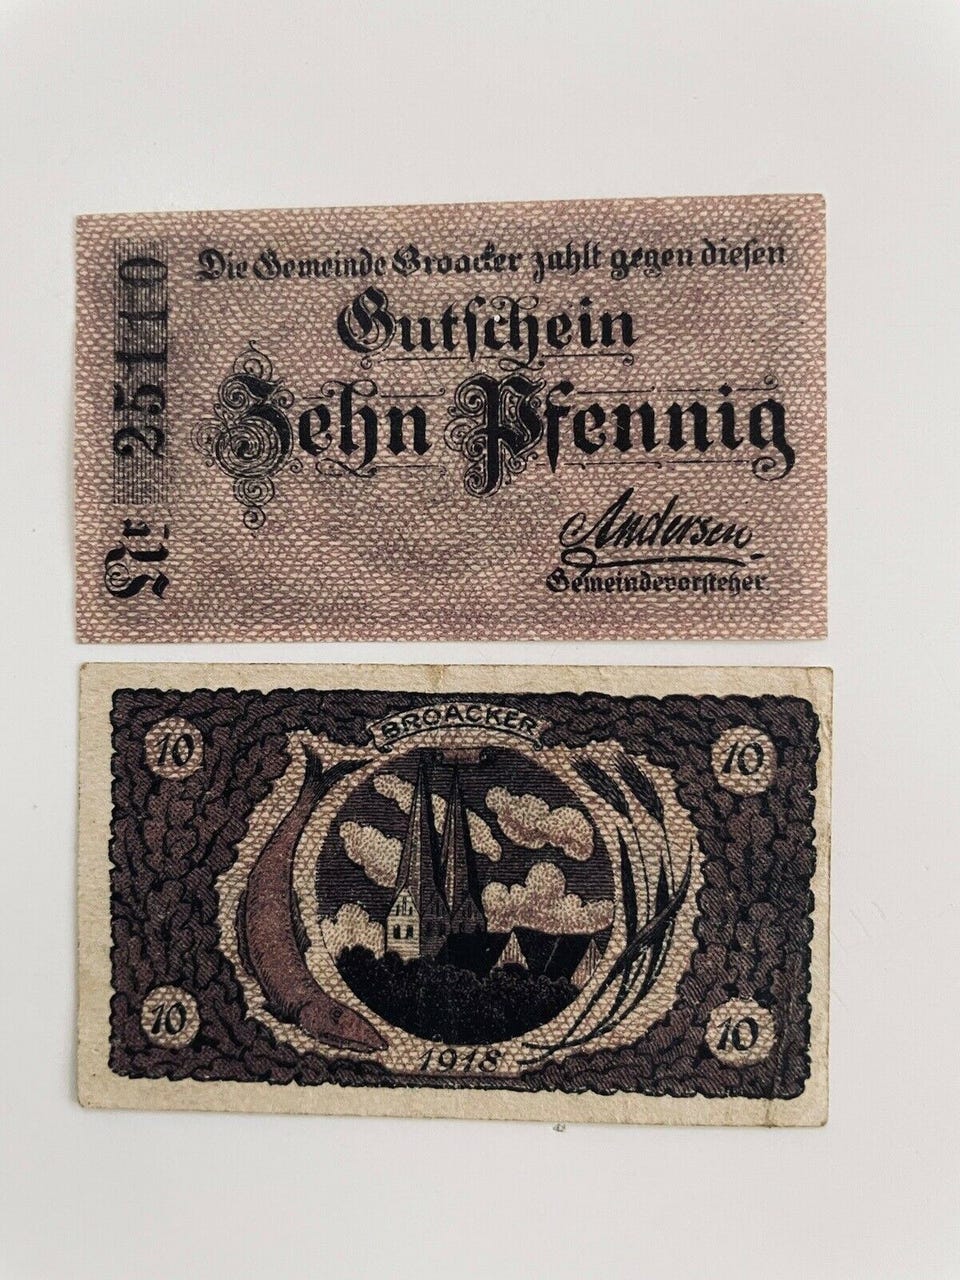 Die Gemeinde Broacker zahlt gegen diesen
Gutschein
Zehn Pfennig
Nr. 25110
Andersen
Gemeindevorsteher.
BROACKER
10 10
10 10
1918